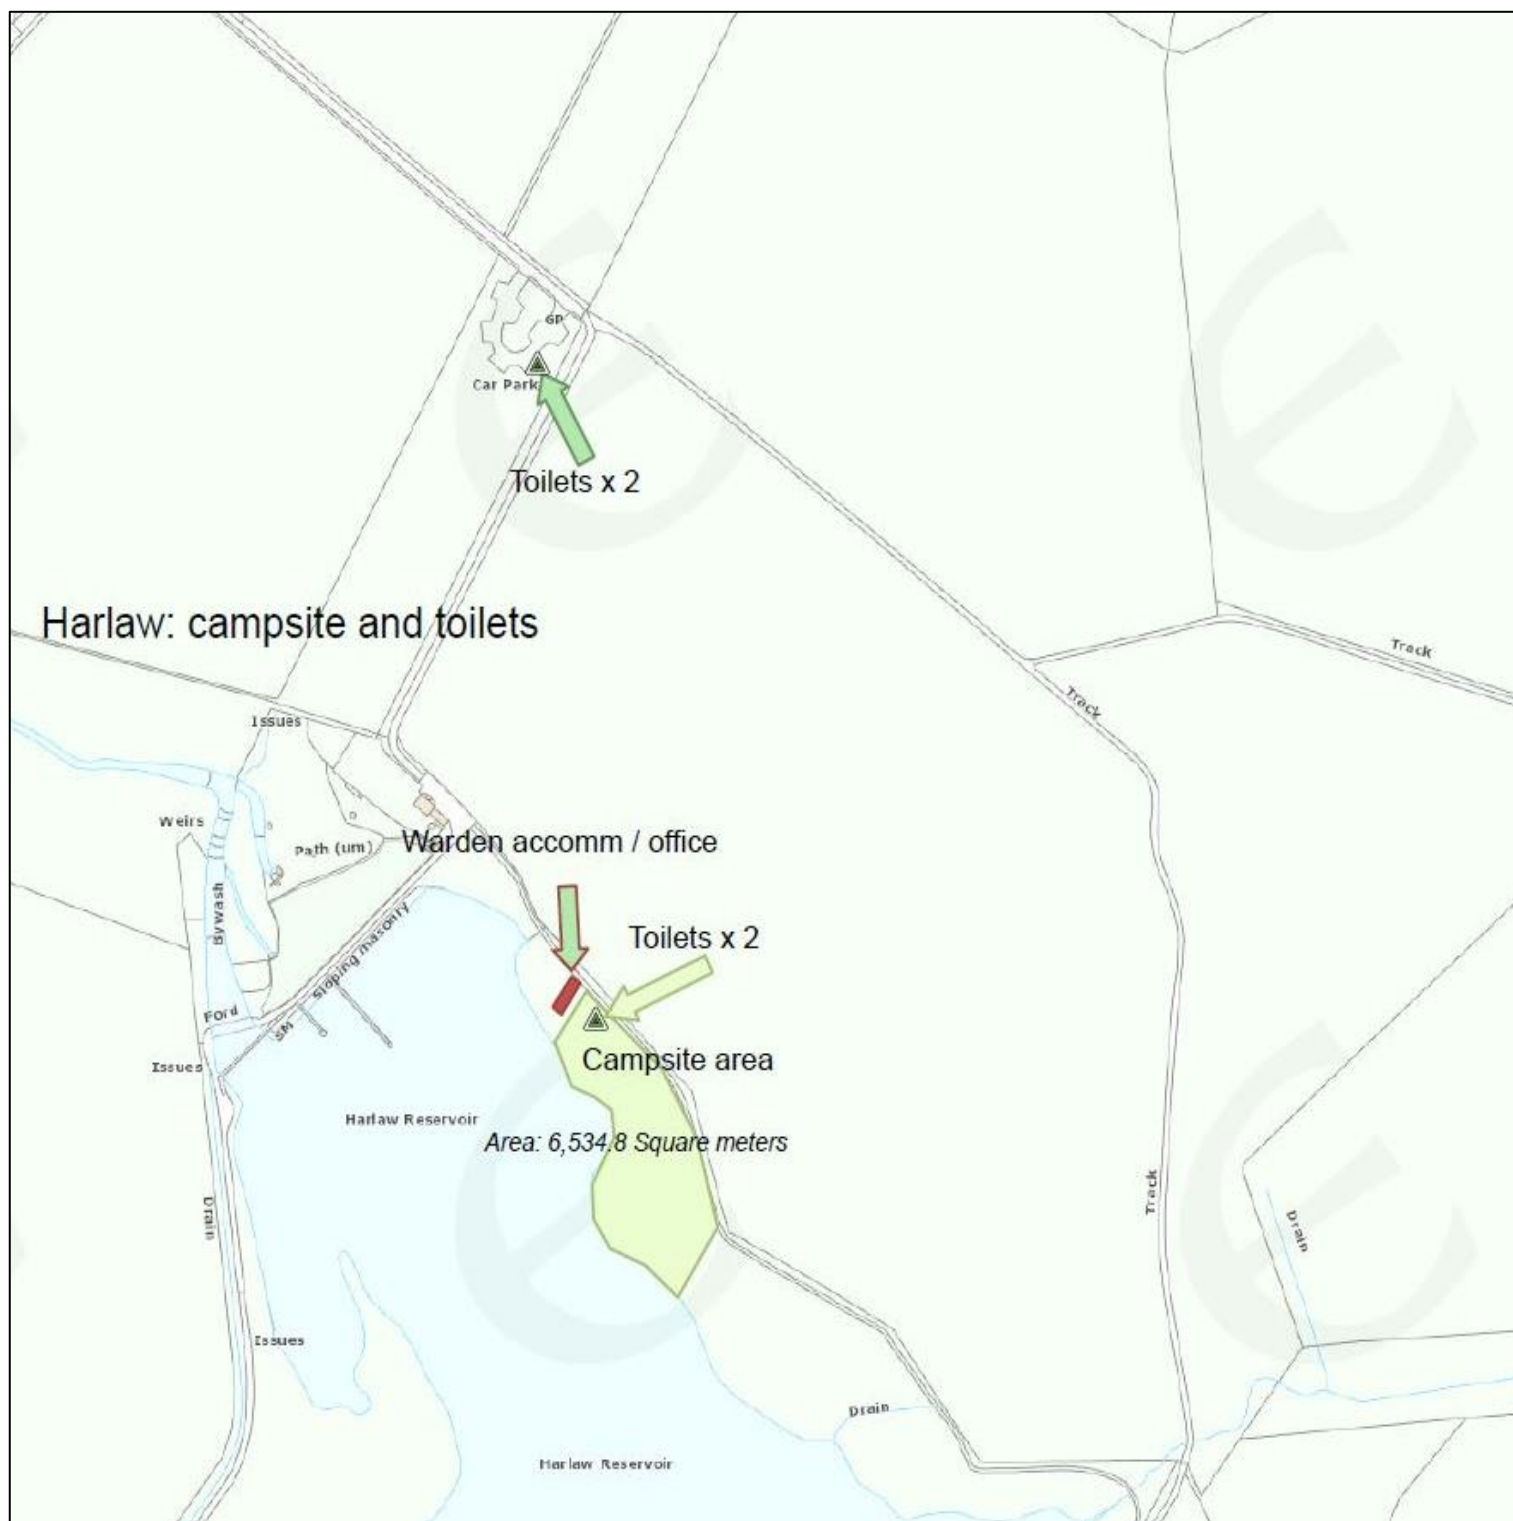 GP
Car Park
Toilets x 2
Harlaw: campsite and toilets
Track
Track
Issues
Weirs
Path (um)
Warden accomm / office
Bywash
Sloping masonry
Toilets x 2
Ford
SM
Issues
Campsite area
Harlaw Reservoir
Area: 6,534.8 Square meters
Drain
Track
Drain
Issues
Drain
Harlaw Reservoir